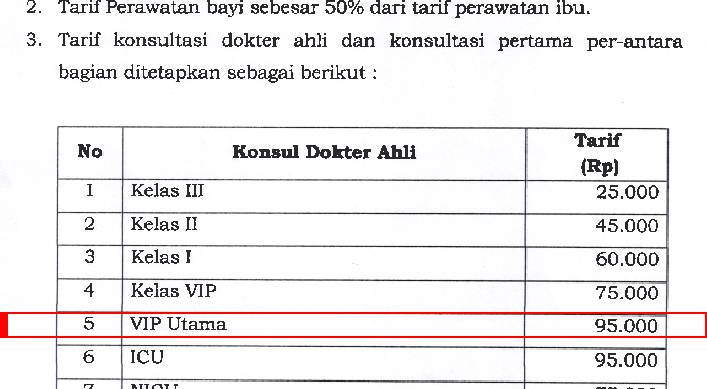 2. Tarif Perawatan bayi sebesar 50% dari tarif perawatan ibu.
3. Tarif konsultasi dokter ahli dan konsultasi pertama per-antara
bagian ditetapkan sebagai berikut :
No Konsul Dokter Ahli Tarif (Rp)
1 Kelas III 25.000
2 Kelas II 45.000
3 Kelas I 60.000
4 Kelas VIP 75.000
5 VIP Utama 95.000
6 ICU 95.000